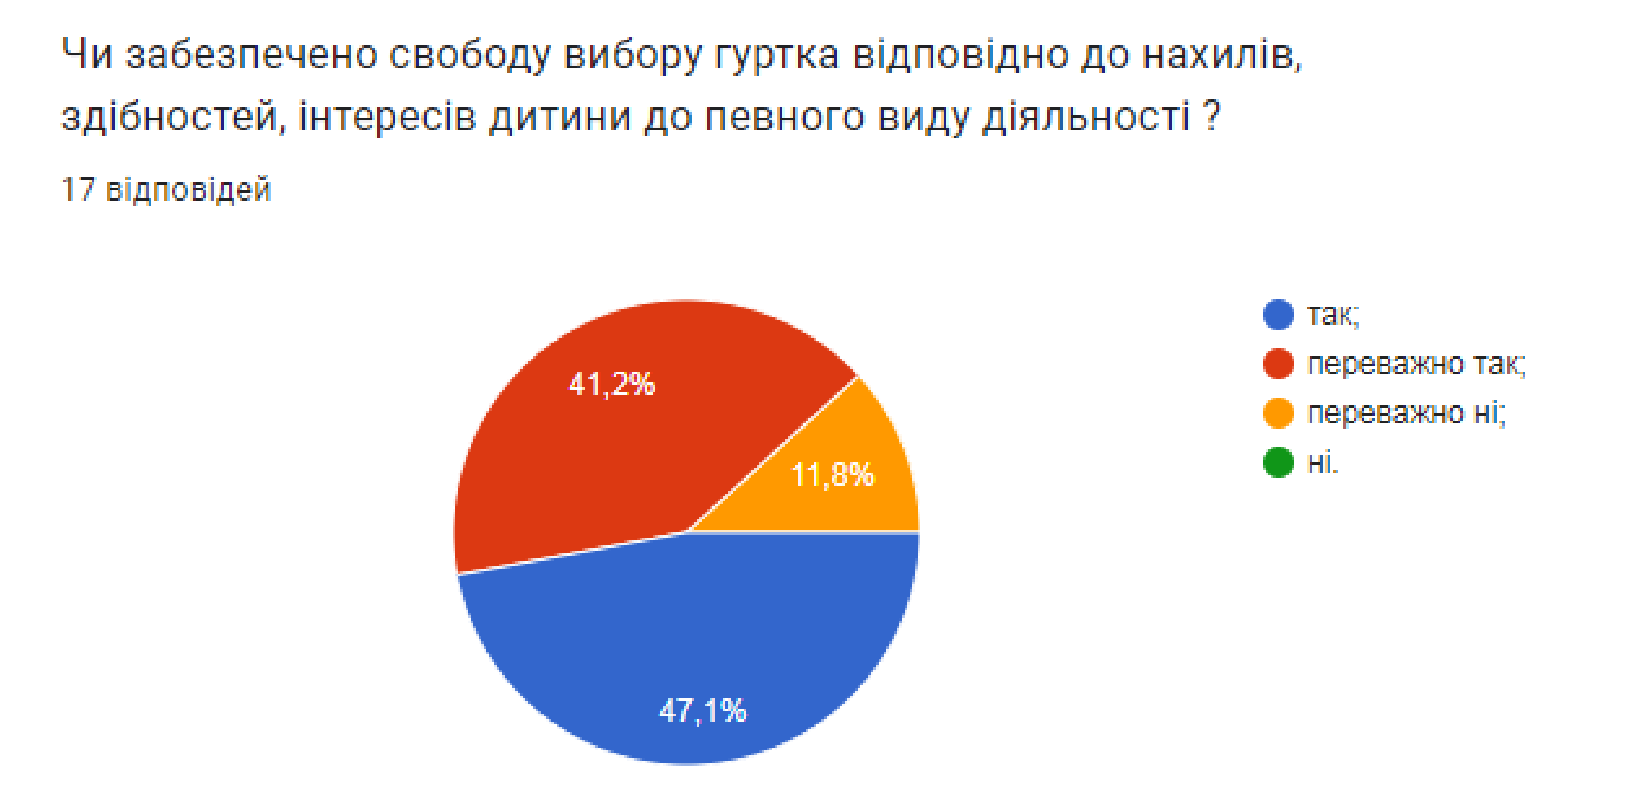 Чи забезпечено свободу вибору гуртка відповідно до нахилів,
здібностей, інтересів дитини до певного виду діяльності ?
17 відповідей
41,2%
11,8%
47,1%
так;
переважно так;
переважно ні;
ні.